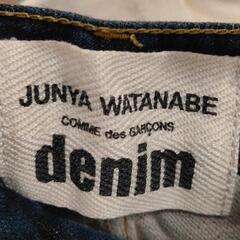 JUNYA WATANABE
COMME des GARÇONS
denim